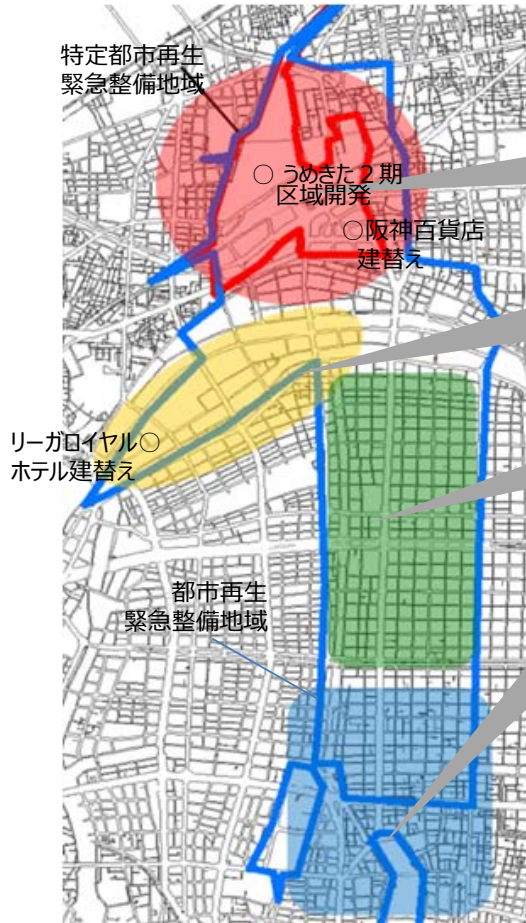 特定都市再生
緊急整備地域
○ うめきた2期
区域開発
○阪神百貨店
建替え
リーガロイヤル○
ホテル建替え
都市再生
緊急整備地域